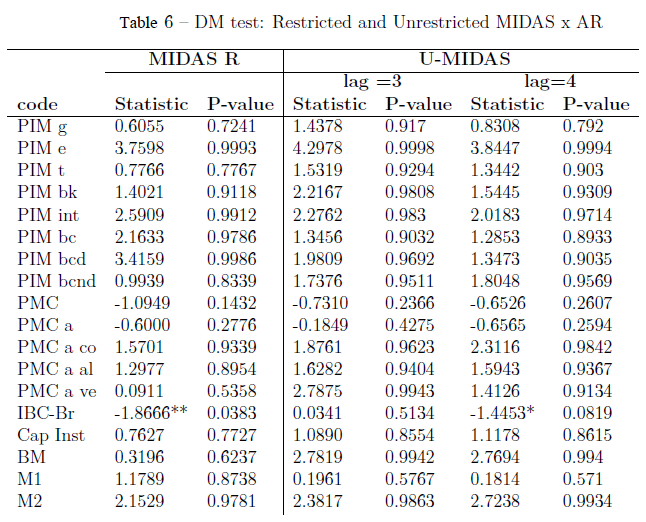 Table 6 – DM test: Restricted and Unrestricted MIDAS x AR
MIDAS R U-MIDAS
lag =3 lag=4
code Statistic P-value Statistic P-value Statistic P-value
PIM g 0.6055 0.7241 1.4378 0.917 0.8308 0.792
PIM e 3.7598 0.9993 4.2978 0.9998 3.8447 0.9994
PIM t 0.7766 0.7767 1.5319 0.9294 1.3442 0.903
PIM bk 1.4021 0.9118 2.2167 0.9808 1.5445 0.9309
PIM int 2.5909 0.9912 2.2762 0.983 2.0183 0.9714
PIM bc 2.1633 0.9786 1.3456 0.9032 1.2853 0.8933
PIM bcd 3.4159 0.9986 1.9809 0.9692 1.3473 0.9035
PIM bcnd 0.9939 0.8339 1.7376 0.9511 1.8048 0.9569
PMC -1.0949 0.1432 -0.7310 0.2366 -0.6526 0.2607
PMC a -0.6000 0.2776 -0.1849 0.4275 -0.6565 0.2594
PMC a co 1.5701 0.9339 1.8761 0.9623 2.3116 0.9842
PMC a al 1.2977 0.8954 1.6282 0.9404 1.5943 0.9367
PMC a ve 0.0911 0.5358 2.7875 0.9943 1.4126 0.9134
IBC-Br -1.8666** 0.0383 0.0341 0.5134 -1.4453* 0.0819
Cap Inst 0.7627 0.7727 1.0890 0.8554 1.1178 0.8615
BM 0.3196 0.6237 2.7819 0.9942 2.7694 0.994
M1 1.1789 0.8738 0.1961 0.5767 0.1814 0.571
M2 2.1529 0.9781 2.3817 0.9863 2.7238 0.9934